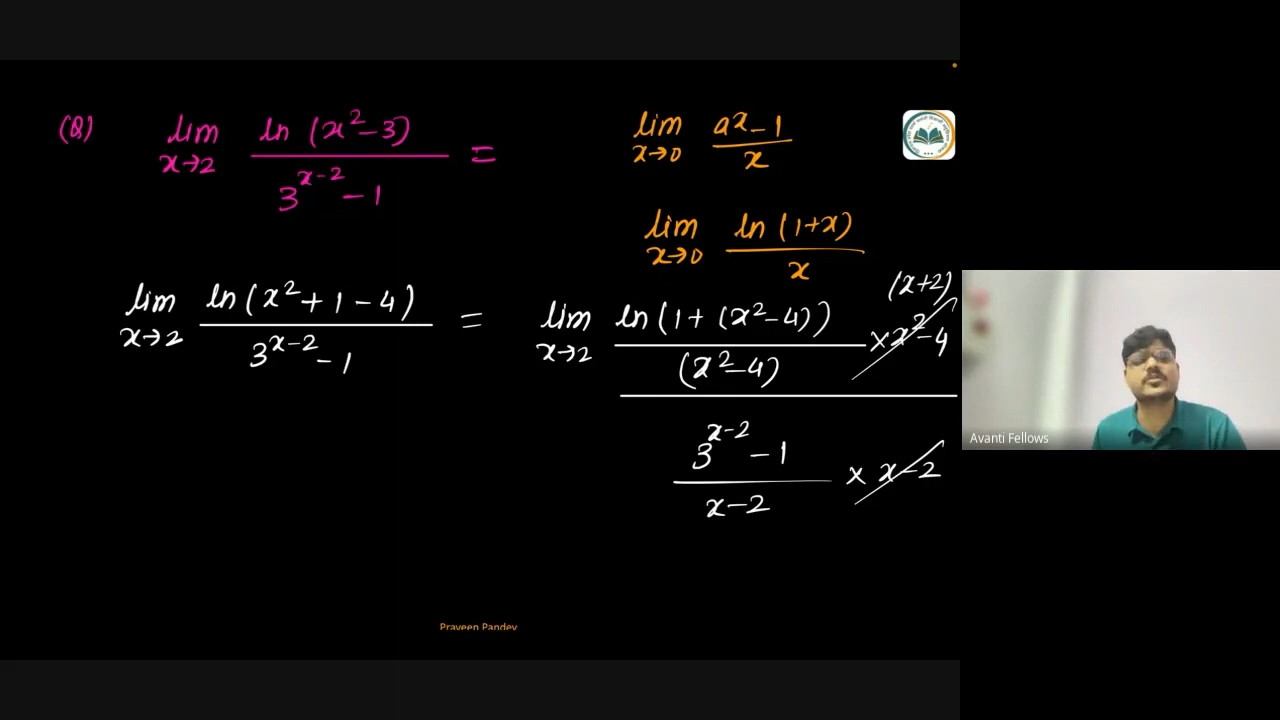 (Q) lim x→2 ln (x²-3) / 3^(x-2) - 1 =
lim x→0 a^x - 1 / x
lim x→0 ln (1+x) / x
lim x→2 ln(x²+1-4) / 3^(x-2) - 1 = lim x→2 ln(1+(x²-4)) / (x²-4) × x²-4 (x+2)
3^(x-2) - 1 / x-2 × x-2
Avanti Fellows
Praveen Pandey